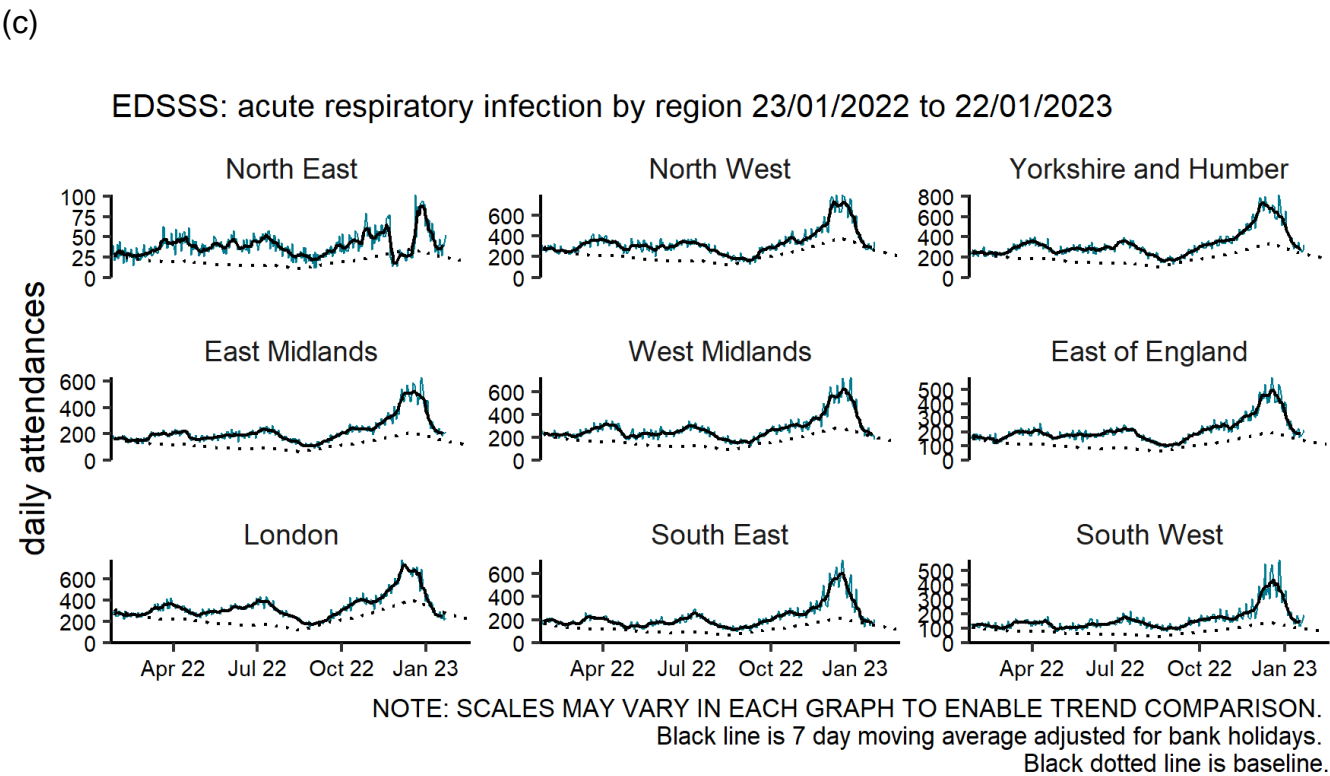 (c)
EDSSS: acute respiratory infection by region 23/01/2022 to 22/01/2023
daily attendances
North East
100
75
50
25
0
North West
600
400
200
0
Yorkshire and Humber
800
600
400
200
0
East Midlands
600
400
200
0
West Midlands
600
400
200
0
East of England
500
400
300
200
100
0
London
600
400
200
0
Apr 22 Jul 22 Oct 22 Jan 23
South East
600
400
200
0
Apr 22 Jul 22 Oct 22 Jan 23
South West
500
400
300
200
100
0
Apr 22 Jul 22 Oct 22 Jan 23
NOTE: SCALES MAY VARY IN EACH GRAPH TO ENABLE TREND COMPARISON.
Black line is 7 day moving average adjusted for bank holidays.
Black dotted line is baseline.